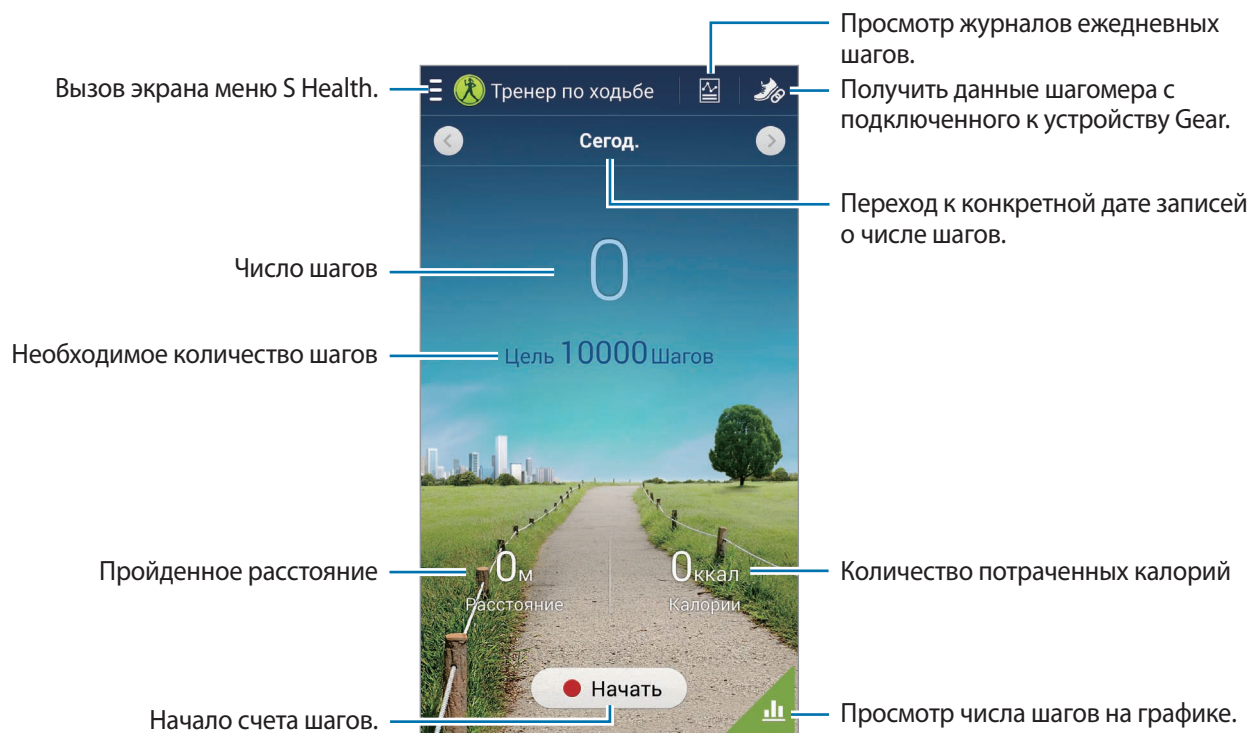 Просмотр журналов ежедневных
шагов.
Вызов экрана меню S Health.
Тренер по ходьбе
Получить данные шагомера с
подключенного к устройству Gear.
Сегод.
Переход к конкретной дате записей
о числе шагов.
Число шагов
0
Необходимое количество шагов
Цель 10000 Шагов
Пройденное расстояние
0м
Расстояние
0ккал
Калории
Количество потраченных калорий
Начать
Начало счета шагов.
Просмотр числа шагов на графике.